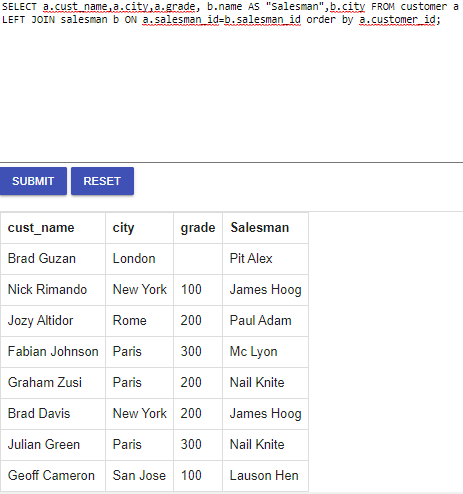 SELECT a.cust_name,a.city,a.grade, b.name AS "Salesman",b.city FROM customer a
LEFT JOIN salesman b ON a.salesman_id=b.salesman_id order by a.customer_id;
SUBMIT RESET
cust_name city grade Salesman
Brad Guzan London Pit Alex
Nick Rimando New York 100 James Hoog
Jozy Altidor Rome 200 Paul Adam
Fabian Johnson Paris 300 Mc Lyon
Graham Zusi Paris 200 Nail Knite
Brad Davis New York 200 James Hoog
Julian Green Paris 300 Nail Knite
Geoff Cameron San Jose 100 Lauson Hen